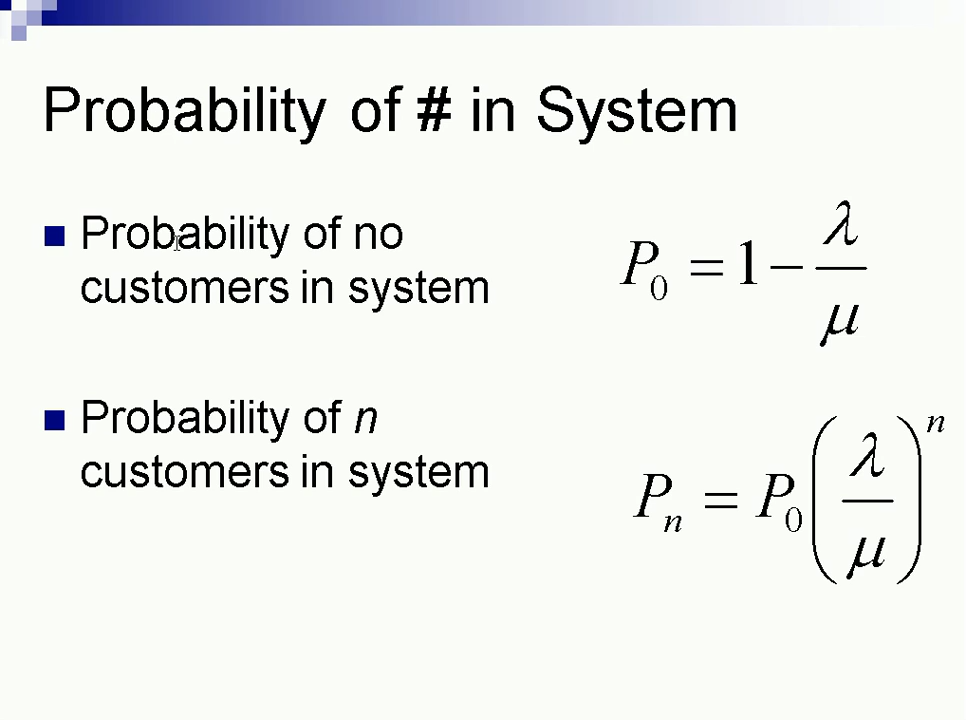 Probability of # in System
Probability of no
customers in system
P₀ = 1 − λ/μ
Probability of n
customers in system
Pₙ = P₀(λ/μ)ⁿ